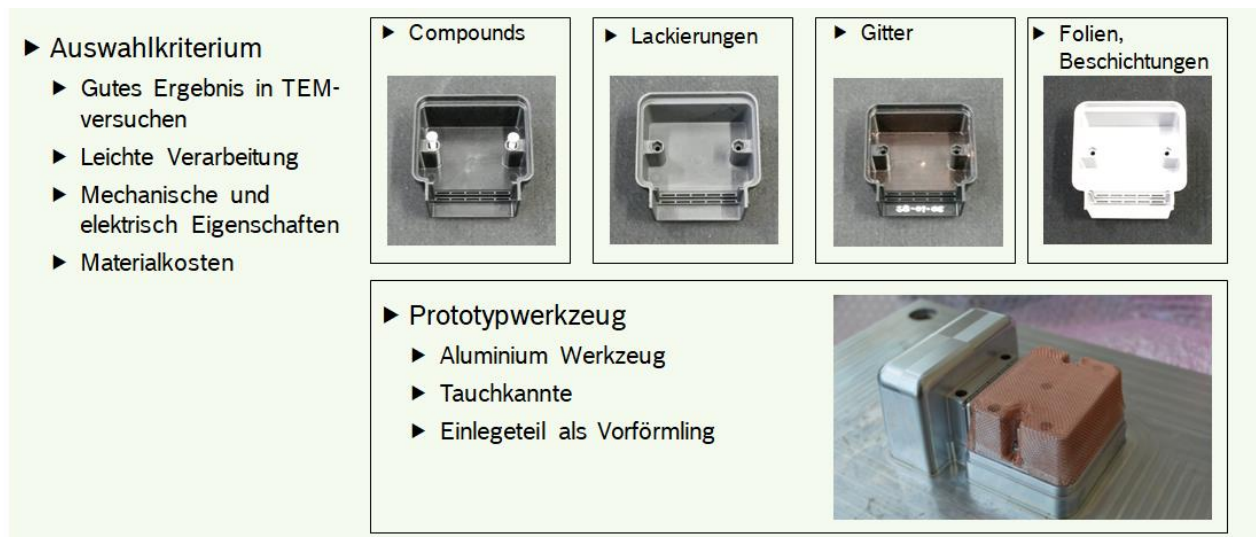 ▶ Auswahlkriterium
▶ Gutes Ergebnis in TEM-
versuchen
▶ Leichte Verarbeitung
▶ Mechanische und
elektrisch Eigenschaften
▶ Materialkosten
▶ Compounds
▶ Lackierungen
▶ Gitter
▶ Folien,
Beschichtungen
▶ Prototypwerkzeug
▶ Aluminium Werkzeug
▶ Tauchkannte
▶ Einlegeteil als Vorförmling